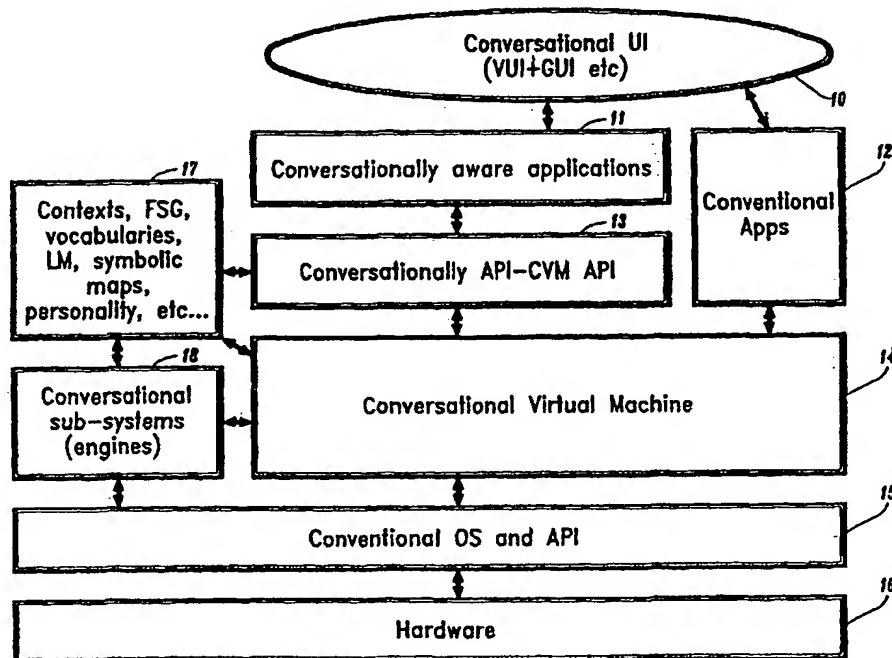 Conversational UI
(VUI+GUI etc)
10
11
Conversationally aware applications
12
Conventional
Apps
17
Contexts, FSG,
vocabularies,
LM, symbolic
maps,
personality, etc...
13
Conversationally API-CVM API
18
Conversational
sub-systems
(engines)
14
Conversational Virtual Machine
15
Conventional OS and API
16
Hardware